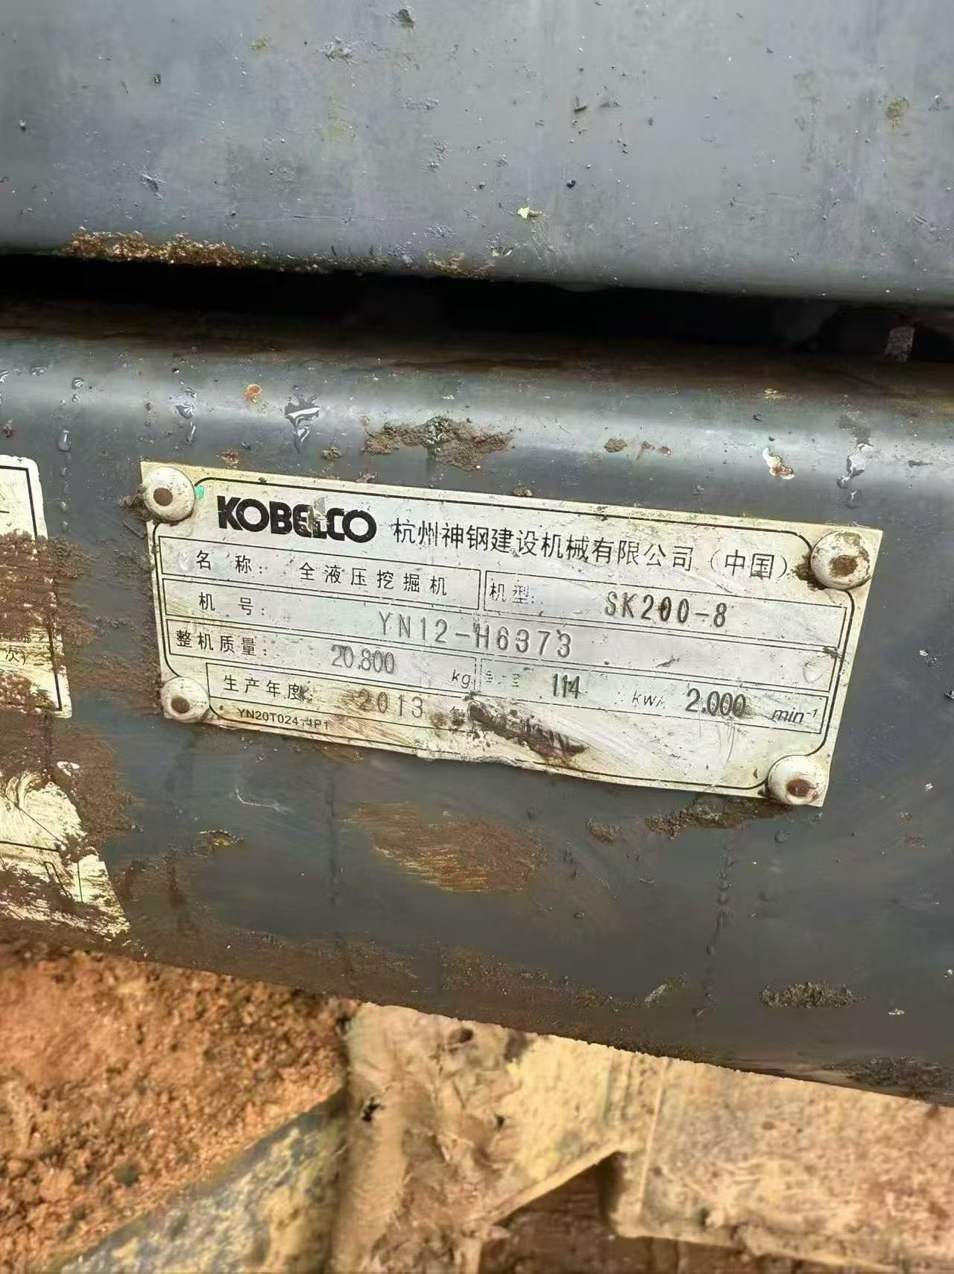 KOBELCO 杭州神钢建设机械有限公司（中国）
名 称： 全液压挖掘机 机型： SK200-8
机 号： YN12-H6373
整机质量： 20.800 kg 114 kW/ 2.000 min⁻¹
生产年度： 2013
次）